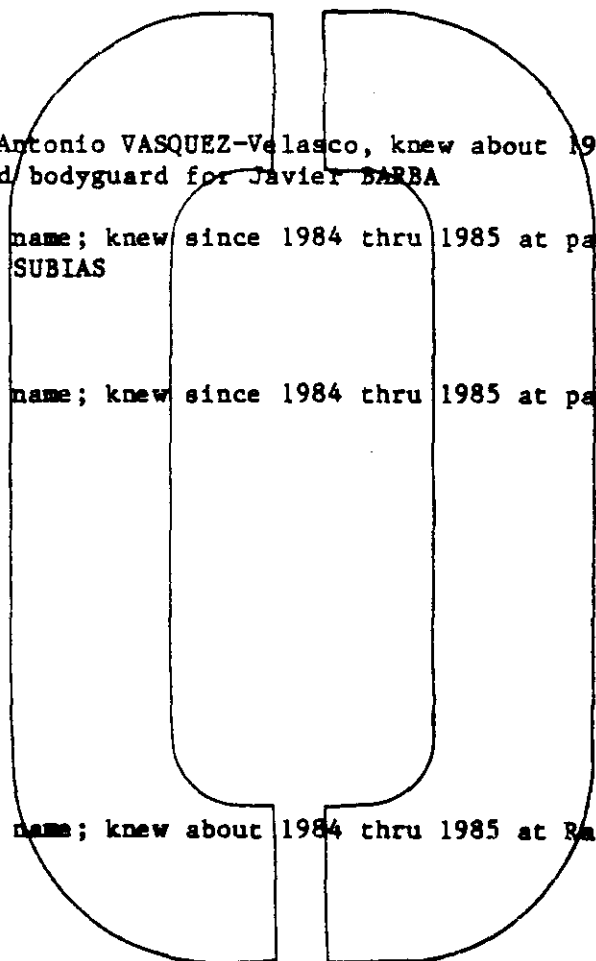 Antonio VASQUEZ-Velasco, knew about 19
d bodyguard for Javier BARBA
name; knew since 1984 thru 1985 at pa
SUBIAS
name; knew since 1984 thru 1985 at pa
name; knew about 1984 thru 1985 at Ra